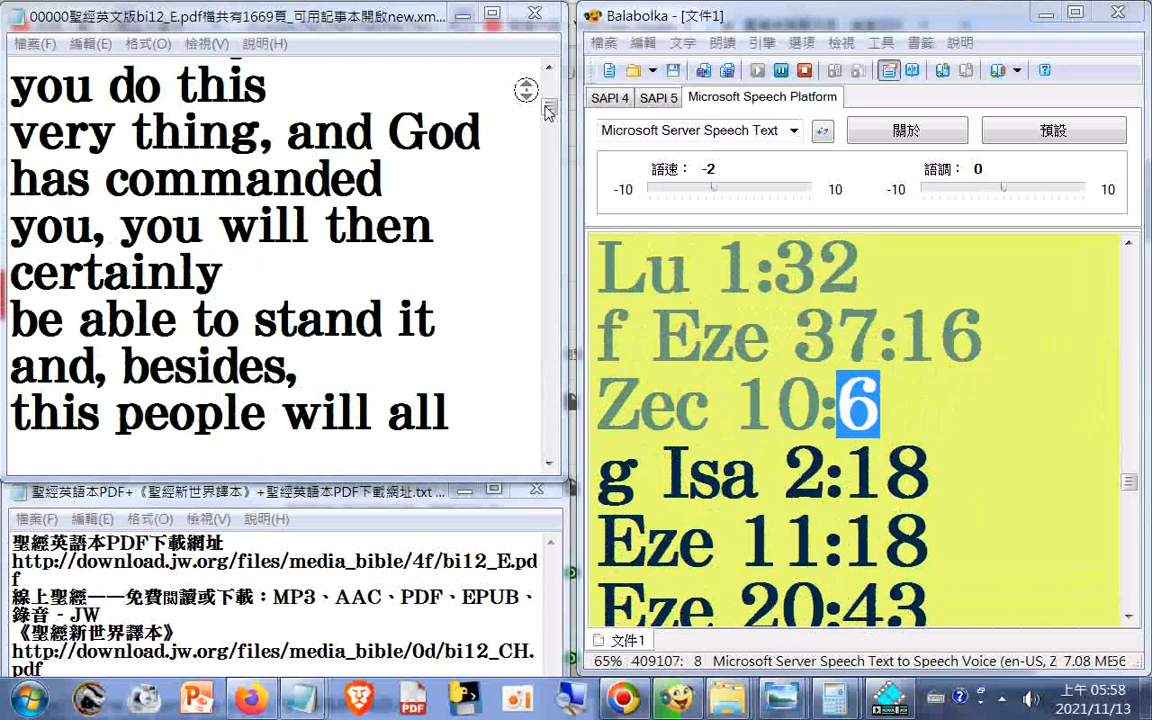 00000聖經英文版bi12_E.pdf檔共有1669頁_可用記事本開啟new.xm...
檔案(F) 編輯(E) 格式(O) 檢視(V) 說明(H)
you do this
very thing, and God
has commanded
you, you will then
certainly
be able to stand it
and, besides,
this people will all
聖經英語本PDF+《聖經新世界譯本》+聖經英語本PDF下載網址.txt ...
檔案(F) 編輯(E) 格式(O) 檢視(V) 說明(H)
聖經英語本PDF下載網址
http://download.jw.org/files/media_bible/4f/bi12_E.pd
f
線上聖經——免費閱讀或下載：MP3、AAC、PDF、EPUB、
錄音 - JW
《聖經新世界譯本》
http://download.jw.org/files/media_bible/0d/bi12_CH.
pdf
Balabolka - [文件1]
檔案 編輯 文字 朗讀 引擎 選項 檢視 工具 書籤 說明
SAPI 4 SAPI 5 Microsoft Speech Platform
Microsoft Server Speech Text 關於 預設
語速： -2 語調： 0
-10 10 -10 10
Lu 1:32
f Eze 37:16
Zec 10:6
g Isa 2:18
Eze 11:18
Eze 20:43
文件1
65% 409107: 8 Microsoft Server Speech Text to Speech Voice (en-US, Z 7.08 ME56
PDF
上午 05:58
2021/11/13